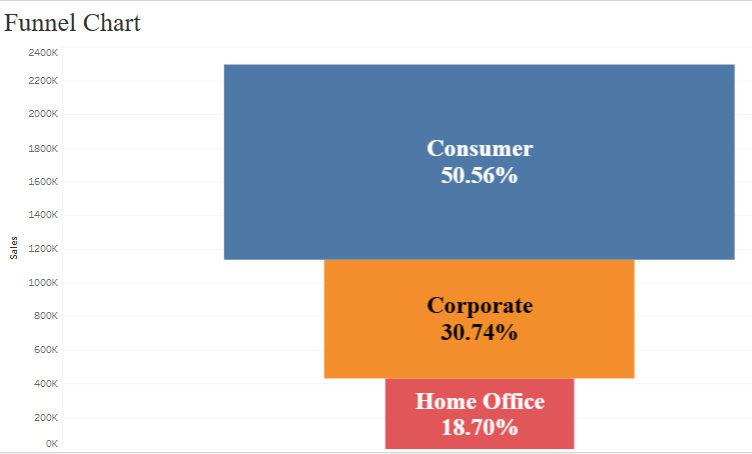 Funnel Chart
2400K
2200K
2000K
1800K
1600K
1400K
1200K
1000K
800K
600K
400K
200K
0K
Sales
Consumer
50.56%
Corporate
30.74%
Home Office
18.70%